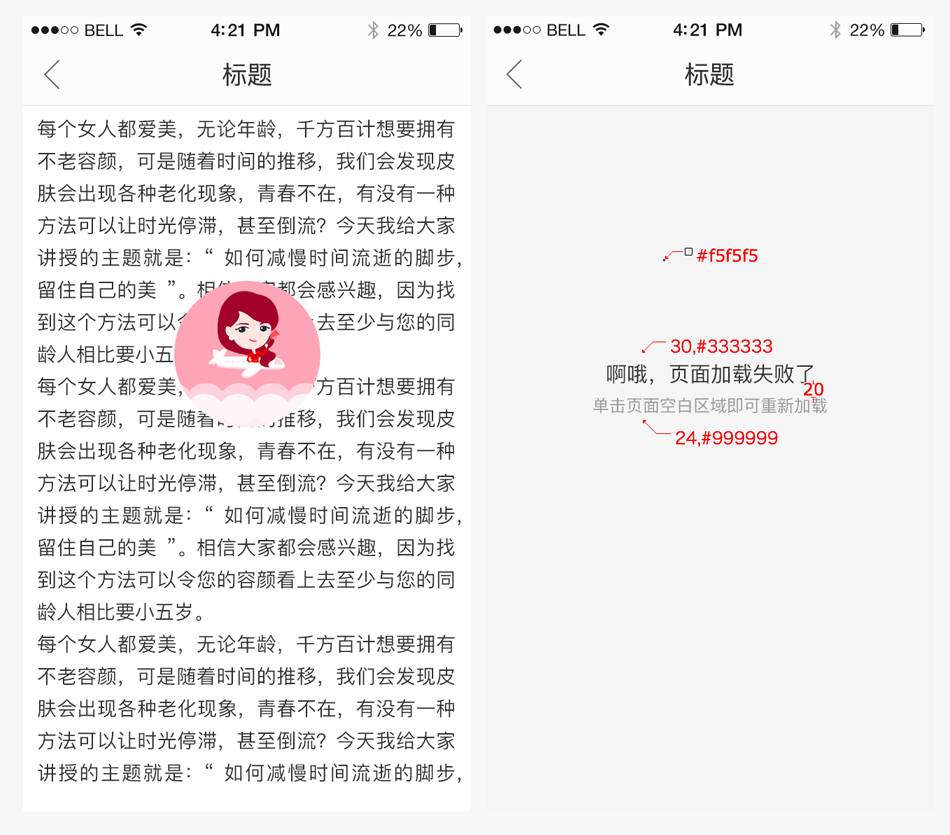 BELL 4:21 PM 22%
标题
每个女人都爱美，无论年龄，千方百计想要拥有
不老容颜，可是随着时间的推移，我们会发现皮
肤会出现各种老化现象，青春不在，有没有一种
方法可以让时光停滞，甚至倒流？今天我给大家
讲授的主题就是：“ 如何减慢时间流逝的脚步，
留住自己的美 ”。相 都会感兴趣，因为找
到这个方法可以 上去至少与您的同
龄人相比要小五
每个女人都爱美， 千方百计想要拥有
不老容颜，可是随着时间的推移，我们会发现皮
肤会出现各种老化现象，青春不在，有没有一种
方法可以让时光停滞，甚至倒流？今天我给大家
讲授的主题就是：“ 如何减慢时间流逝的脚步，
留住自己的美 ”。相信大家都会感兴趣，因为找
到这个方法可以令您的容颜看上去至少与您的同
龄人相比要小五岁。
每个女人都爱美，无论年龄，千方百计想要拥有
不老容颜，可是随着时间的推移，我们会发现皮
肤会出现各种老化现象，青春不在，有没有一种
方法可以让时光停滞，甚至倒流？今天我给大家
讲授的主题就是：“ 如何减慢时间流逝的脚步，
BELL 4:21 PM 22%
标题
#f5f5f5
30,#333333
啊哦，页面加载失败了
20
单击页面空白区域即可重新加载
24,#999999